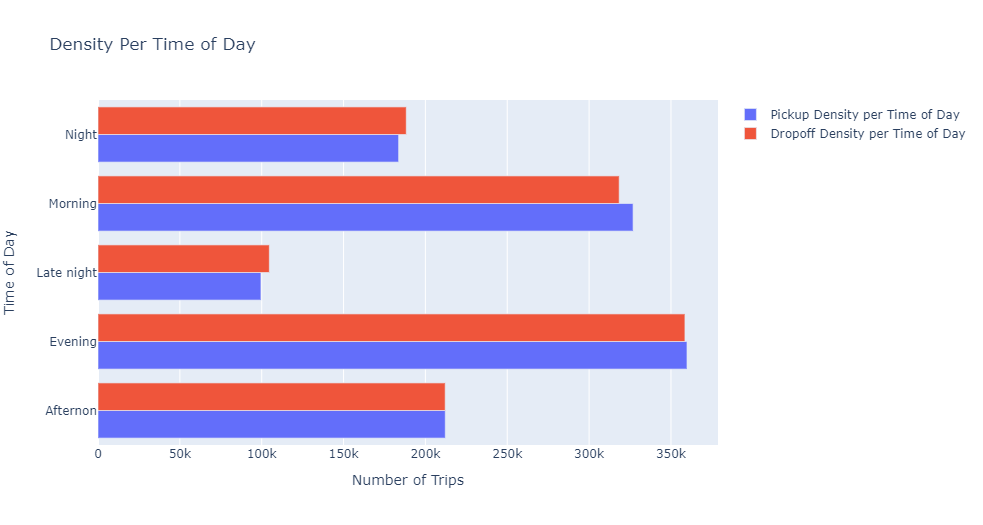 Density Per Time of Day
Pickup Density per Time of Day
Dropoff Density per Time of Day
Time of Day
Night
Morning
Late night
Evening
Afternon
0 50k 100k 150k 200k 250k 300k 350k
Number of Trips